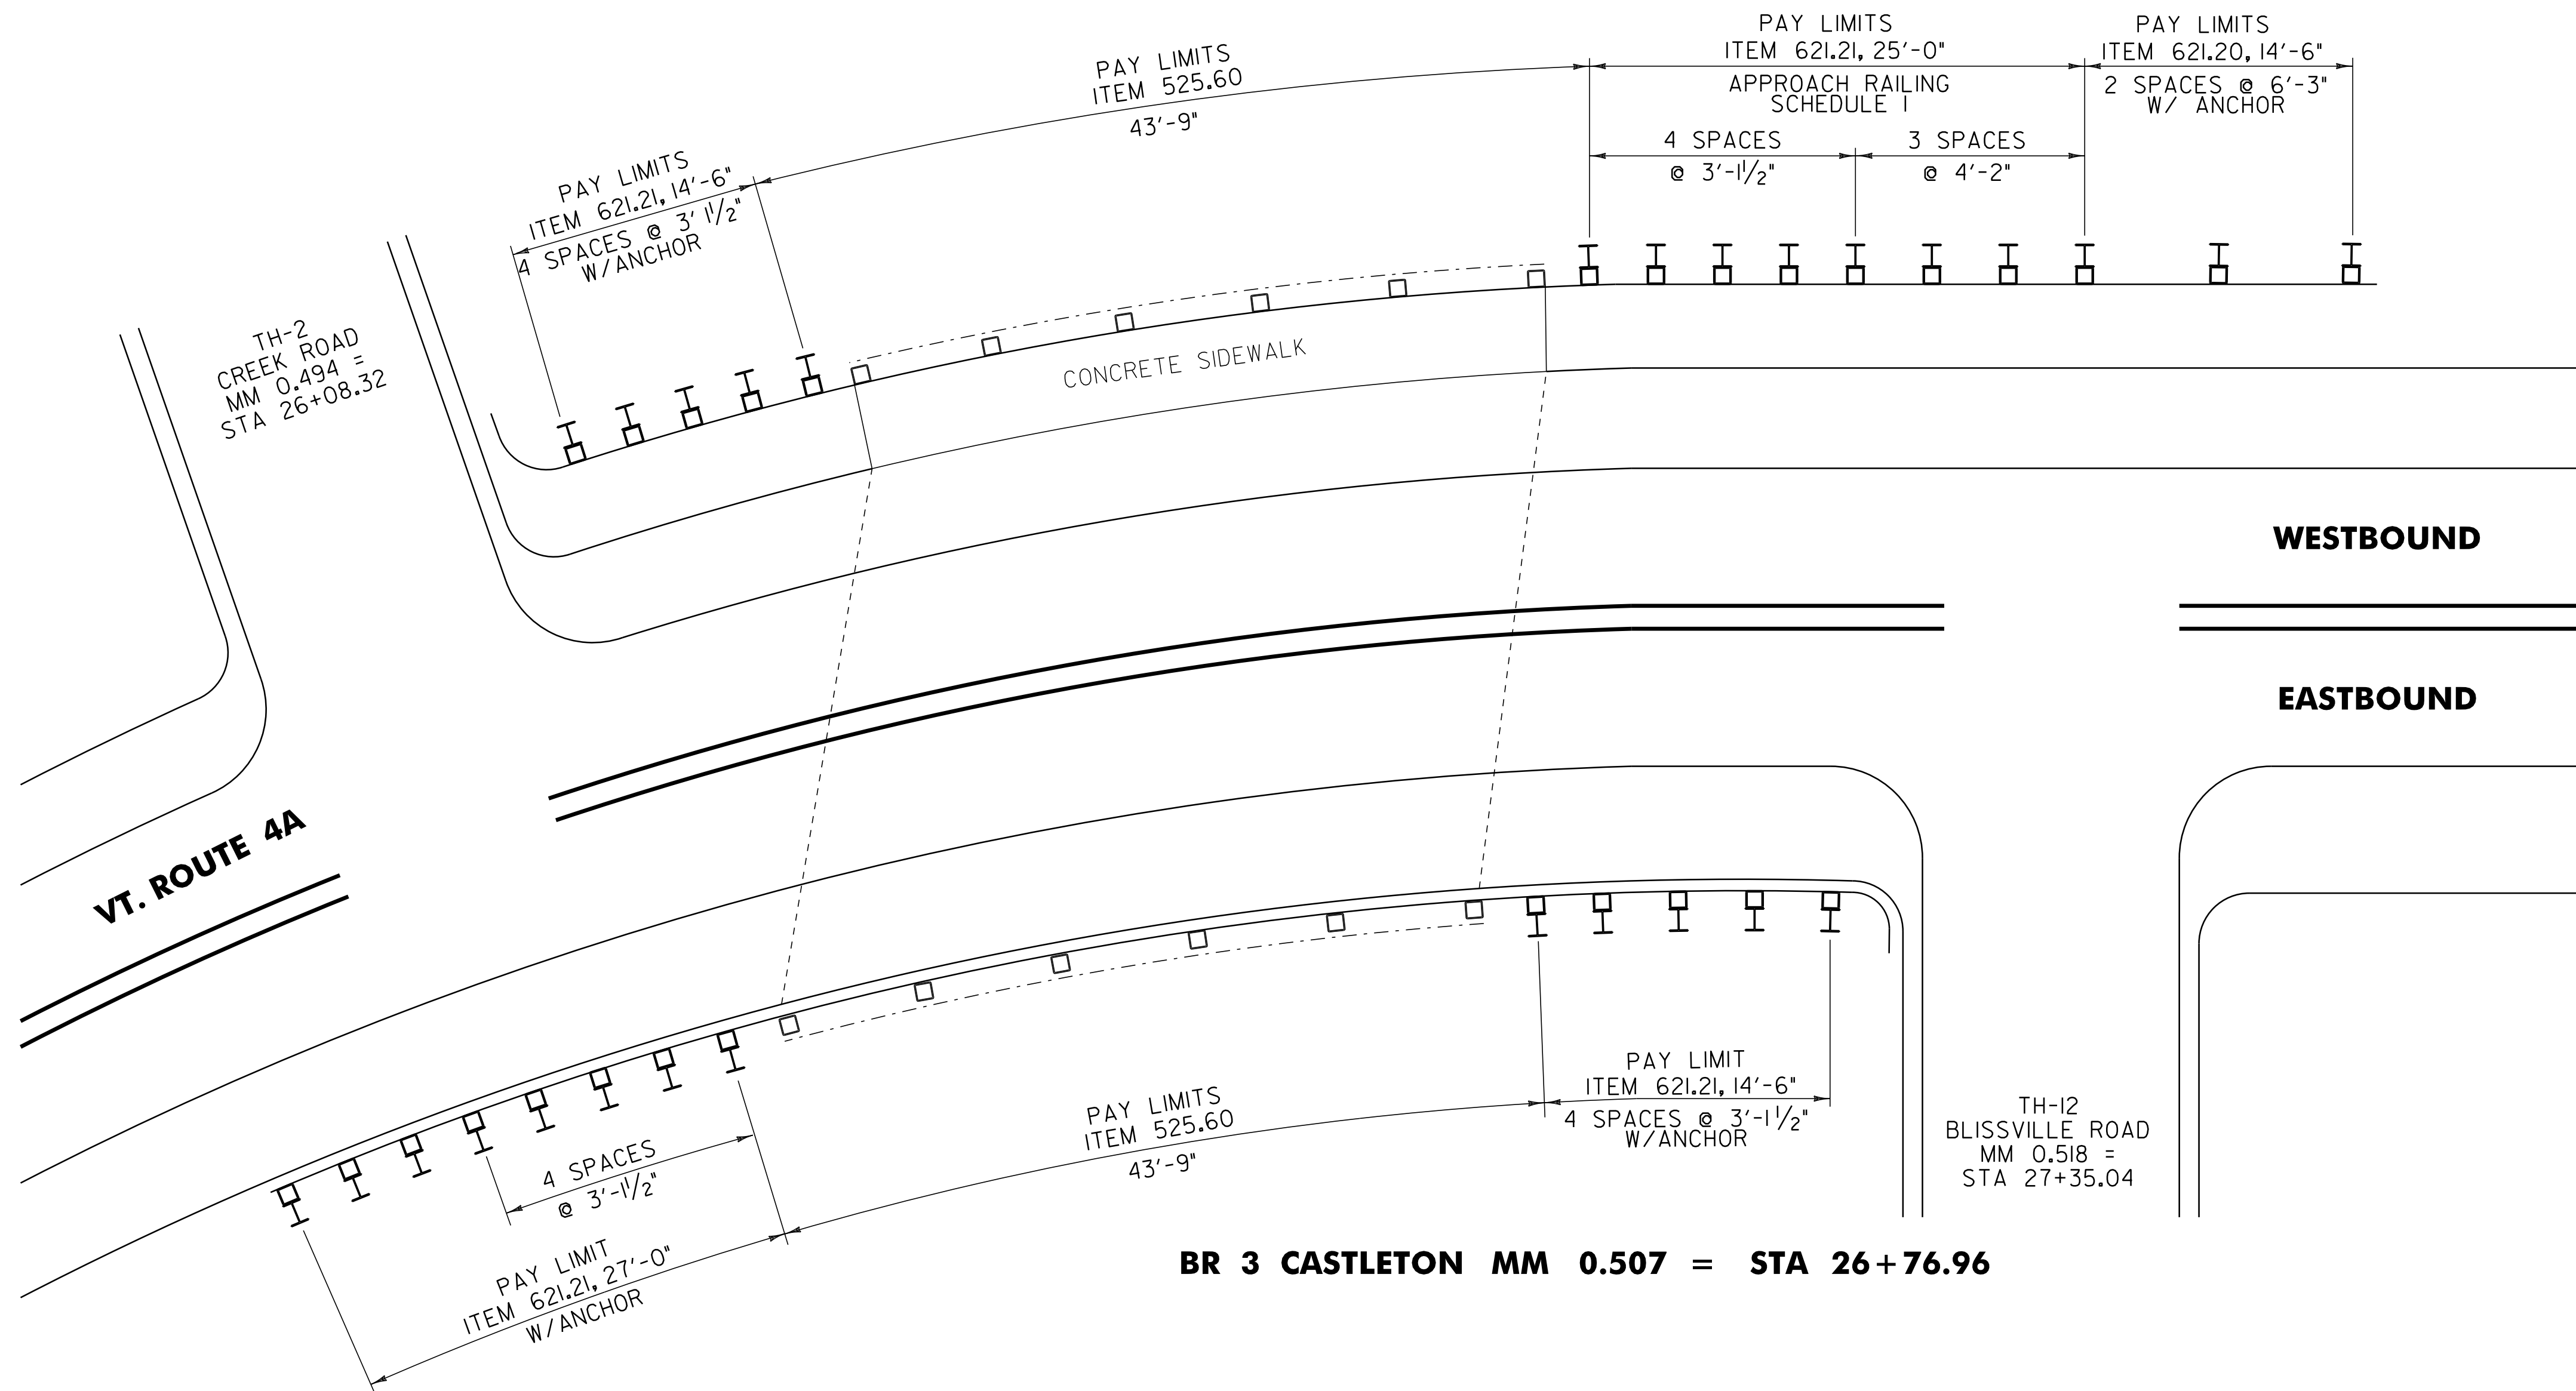 PAY LIMITS
ITEM 621.21, 25'-0"
APPROACH RAILING
SCHEDULE 1
4 SPACES
@ 3'-1 1/2"
3 SPACES
@ 4'-2"
PAY LIMITS
ITEM 621.20, 14'-6"
2 SPACES @ 6'-3"
W/ ANCHOR
PAY LIMITS
ITEM 525.60
43'-9"
PAY LIMITS
ITEM 621.21, 14'-6"
4 SPACES @ 3' 1 1/2"
W/ANCHOR
TH-2
CREEK ROAD
MM 0.494 =
STA 26+08.32
CONCRETE SIDEWALK
WESTBOUND
EASTBOUND
VT. ROUTE 4A
4 SPACES
@ 3'-1 1/2"
PAY LIMIT
ITEM 621.21, 27'-0"
W/ANCHOR
PAY LIMITS
ITEM 525.60
43'-9"
PAY LIMIT
ITEM 621.21, 14'-6"
4 SPACES @ 3'-1 1/2"
W/ANCHOR
TH-12
BLISSVILLE ROAD
MM 0.518 =
STA 27+35.04
BR 3 CASTLETON MM 0.507 = STA 26+76.96